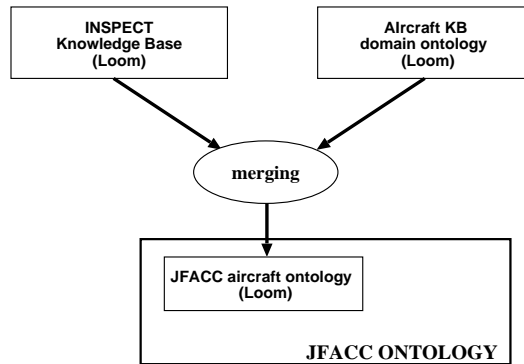 INSPECT
Knowledge Base
(Loom)
AIrcraft KB
domain ontology
(Loom)
merging
JFACC aircraft ontology
(Loom)
JFACC ONTOLOGY